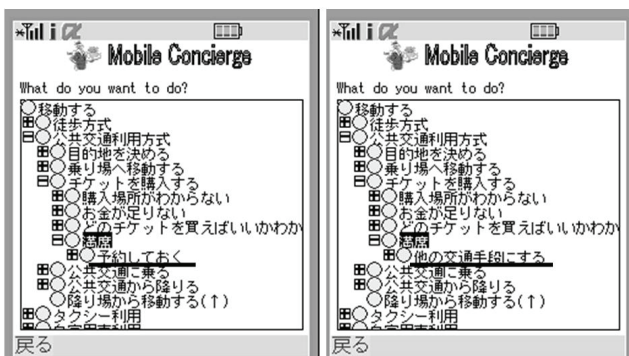 Mobile Concierge
What do you want to do?
移動する
徒歩方式
公共交通利用方式
目的地を決める
乗り場へ移動する
チケットを購入する
購入場所がわからない
お金が足りない
どのチケットを買えばいいかわか
満席
予約しておく
公共交通に乗る
公共交通から降りる
降り場から移動する(↑)
タクシー利用
戻る
Mobile Concierge
What do you want to do?
移動する
徒歩方式
公共交通利用方式
目的地を決める
乗り場へ移動する
チケットを購入する
購入場所がわからない
お金が足りない
どのチケットを買えばいいかわか
満席
他の交通手段にする
公共交通に乗る
公共交通から降りる
降り場から移動する(↑)
タクシー利用
戻る